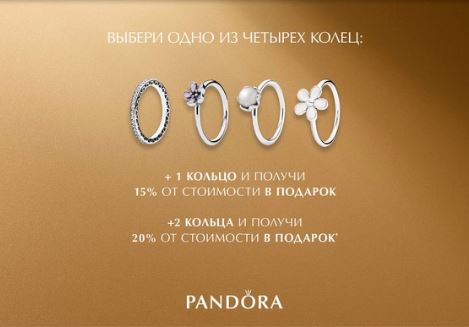 ВЫБЕРИ ОДНО ИЗ ЧЕТЫРЕХ КОЛЕЦ:
+ 1 КОЛЬЦО И ПОЛУЧИ
15% ОТ СТОИМОСТИ В ПОДАРОК
+2 КОЛЬЦА И ПОЛУЧИ
20% ОТ СТОИМОСТИ В ПОДАРОК*
PANDÖRA